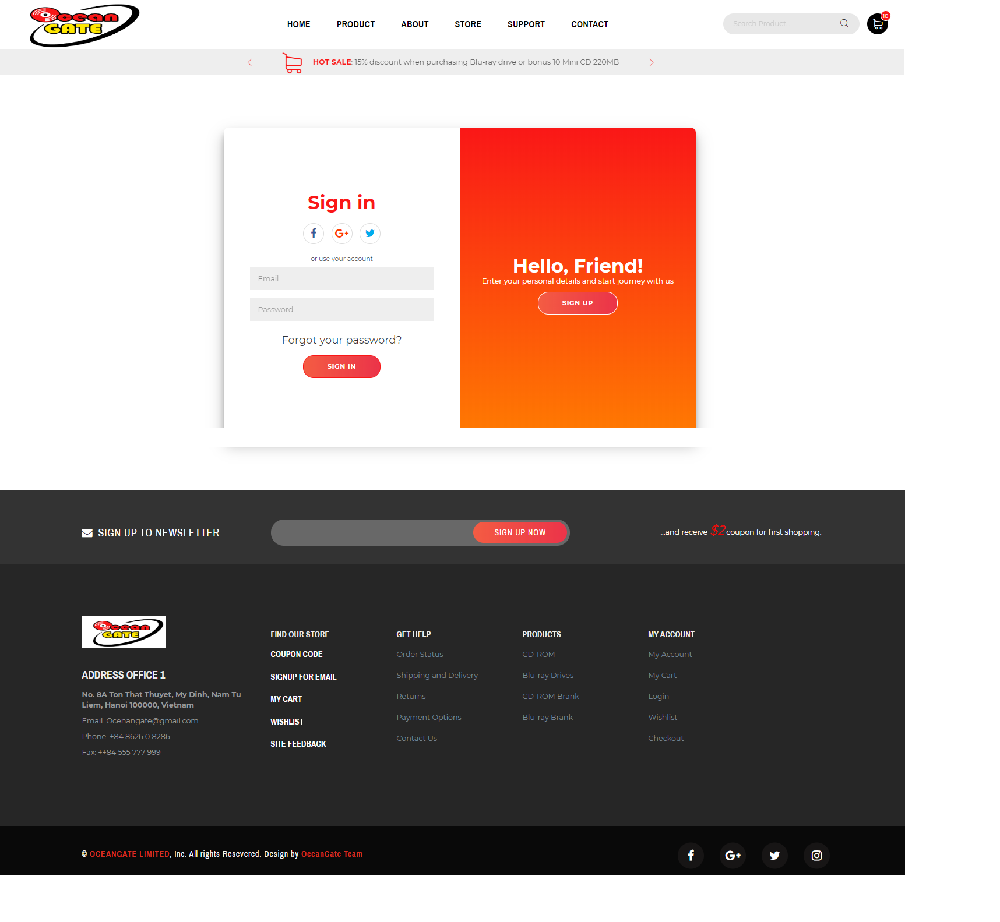 Ocean
GATE
HOME PRODUCT ABOUT STORE SUPPORT CONTACT
Search Product...
10
HOT SALE: 15% discount when purchasing Blu-ray drive or bonus 10 Mini CD 220MB
Sign in
or use your account
Email
Password
Forgot your password?
SIGN IN
Hello, Friend!
Enter your personal details and start journey with us
SIGN UP
SIGN UP TO NEWSLETTER
SIGN UP NOW
...and receive $2 coupon for first shopping.
Ocean
GATE
ADDRESS OFFICE 1
No. 8A Ton That Thuyet, My Dinh, Nam Tu
Liem, Hanoi 100000, Vietnam
Email: Ocenangate@gmail.com
Phone: +84 8626 0 8286
Fax: ++84 555 777 999
FIND OUR STORE
COUPON CODE
SIGNUP FOR EMAIL
MY CART
WISHLIST
SITE FEEDBACK
GET HELP
Order Status
Shipping and Delivery
Returns
Payment Options
Contact Us
PRODUCTS
CD-ROM
Blu-ray Drives
CD-ROM Brank
Blu-ray Brank
MY ACCOUNT
My Account
My Cart
Login
Wishlist
Checkout
© OCEANGATE LIMITED, Inc. All rights Resevered. Design by OceanGate Team